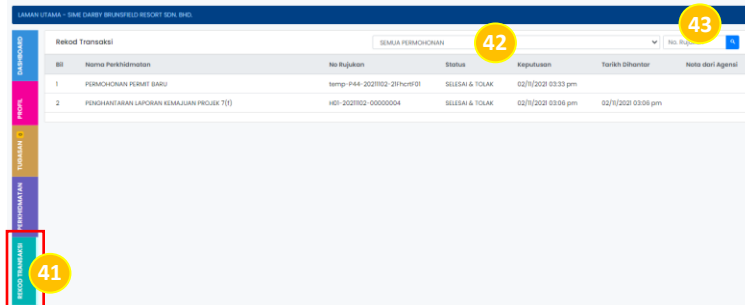 LAMAN UTAMA - SIME DARBY BRUNSFIELD RESORT SDN. BHD.
43
DASHBOARD
Rekod Transaksi
SEMUA PERMOHONAN
42
No. Rujukan
Bil Nama Perkhidmatan No Rujukan Status Keputusan Tarikh Dihantar Nota dari Agensi
1 PERMOHONAN PERMIT BARU temp-P44-20211102-21FhcrtF01 SELESAI & TOLAK 02/11/2021 03:33 pm
2 PENGHANTARAN LAPORAN KEMAJUAN PROJEK 7(f) H01-20211102-00000004 SELESAI & TOLAK 02/11/2021 03:06 pm 02/11/2021 03:06 pm
PROFIL
TUGASAN
PERKHIDMATAN
REKOD TRANSAKSI
41